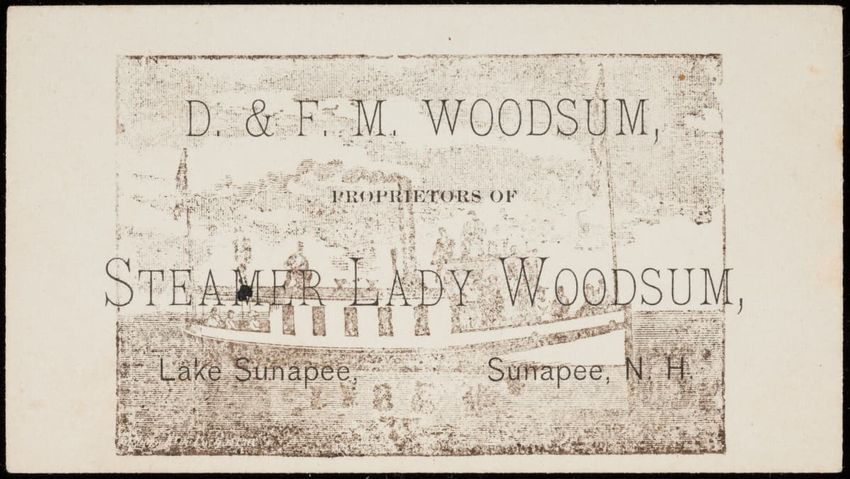 D. & F. M. WOODSUM,
PROPRIETORS OF
STEAMER LADY WOODSUM,
Lake Sunapee, Sunapee, N. H.